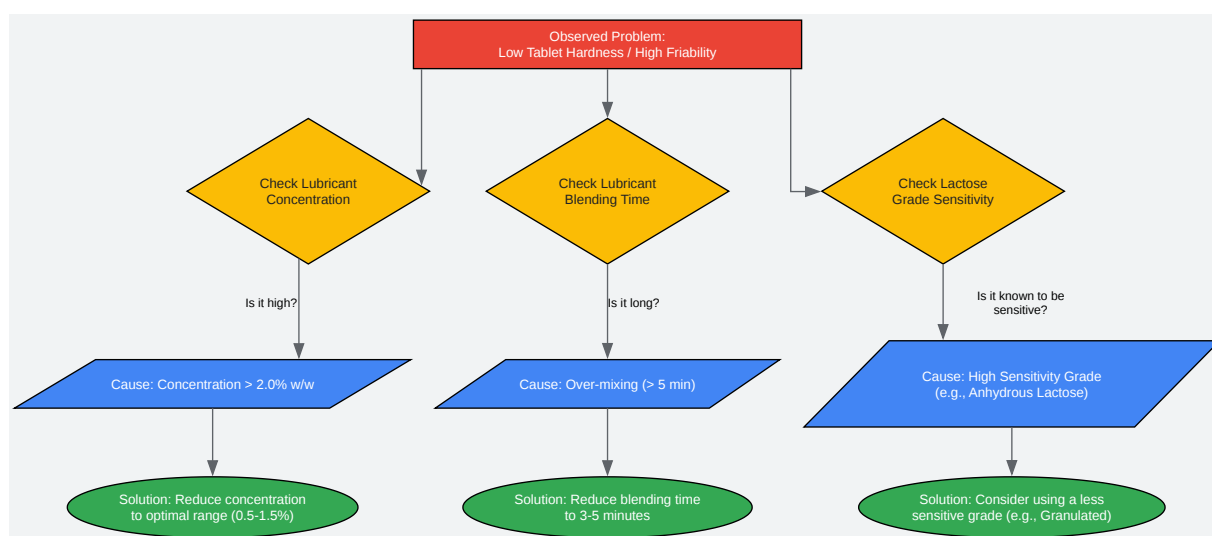 Observed Problem:
Low Tablet Hardness / High Friability
Check Lubricant
Concentration
Check Lubricant
Blending Time
Check Lactose
Grade Sensitivity
Is it high?
Is it long?
Is it known to be
sensitive?
Cause: Concentration > 2.0% w/w
Cause: Over-mixing (> 5 min)
Cause: High Sensitivity Grade
(e.g., Anhydrous Lactose)
Solution: Reduce concentration
to optimal range (0.5-1.5%)
Solution: Reduce blending time
to 3-5 minutes
Solution: Consider using a less
sensitive grade (e.g., Granulated)